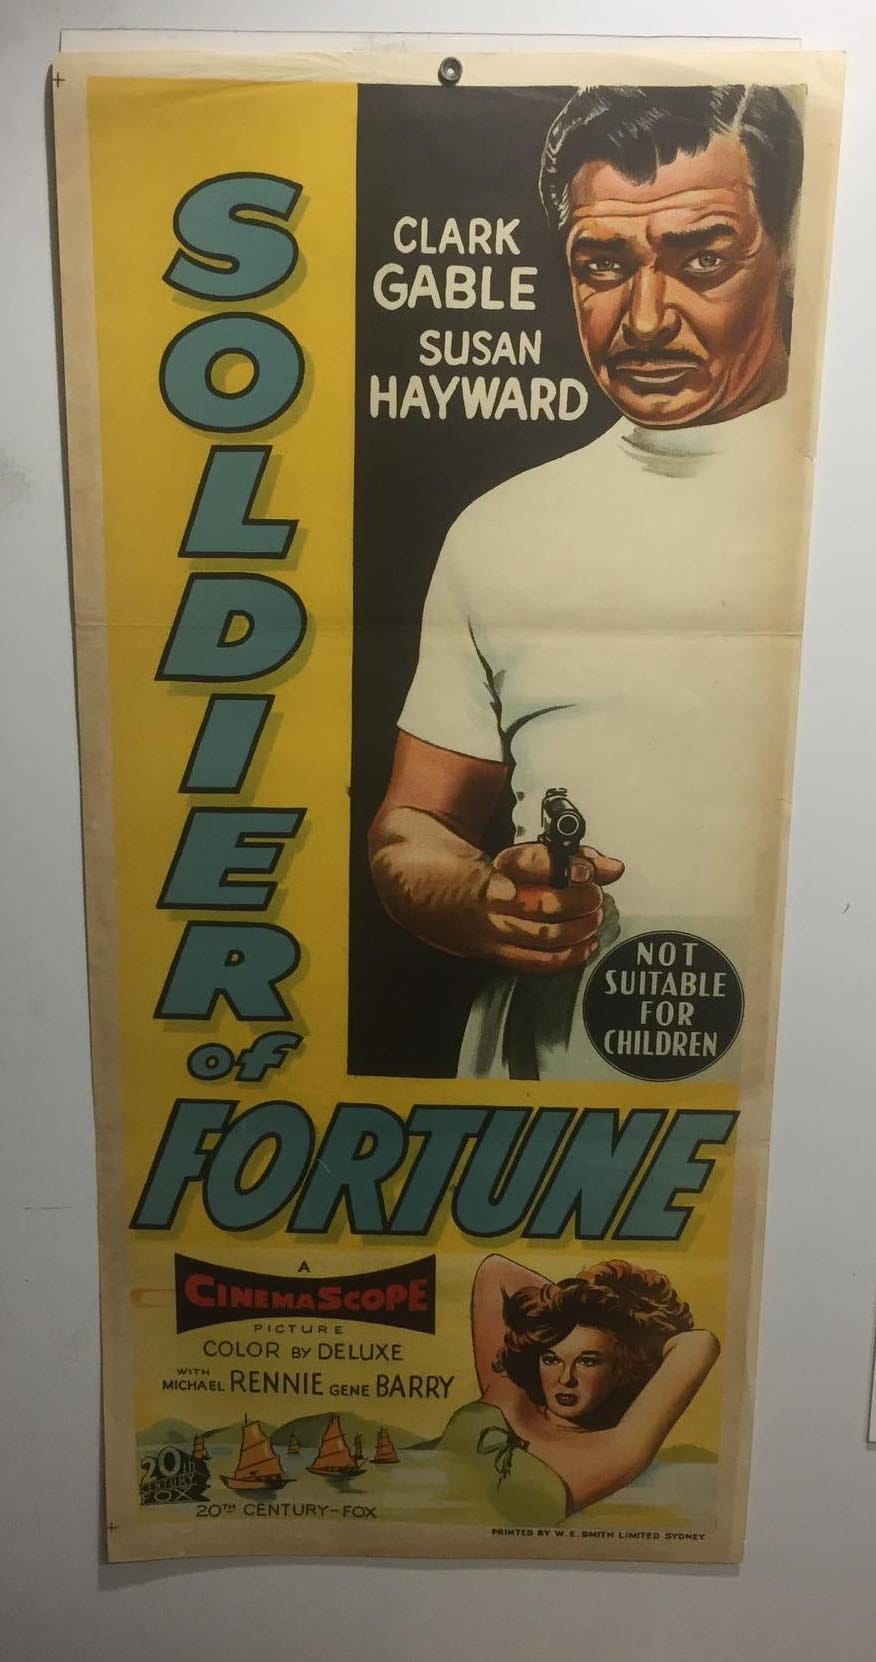 SOLDIER
of
FORTUNE
CLARK
GABLE
SUSAN
HAYWARD
NOT
SUITABLE
FOR
CHILDREN
A
CINEMASCOPE
PICTURE
COLOR BY DELUXE
WITH
MICHAEL RENNIE GENE BARRY
20TH
CENTURY
FOX
20TH CENTURY-FOX
PRINTED BY W.E. SMITH LIMITED SYDNEY